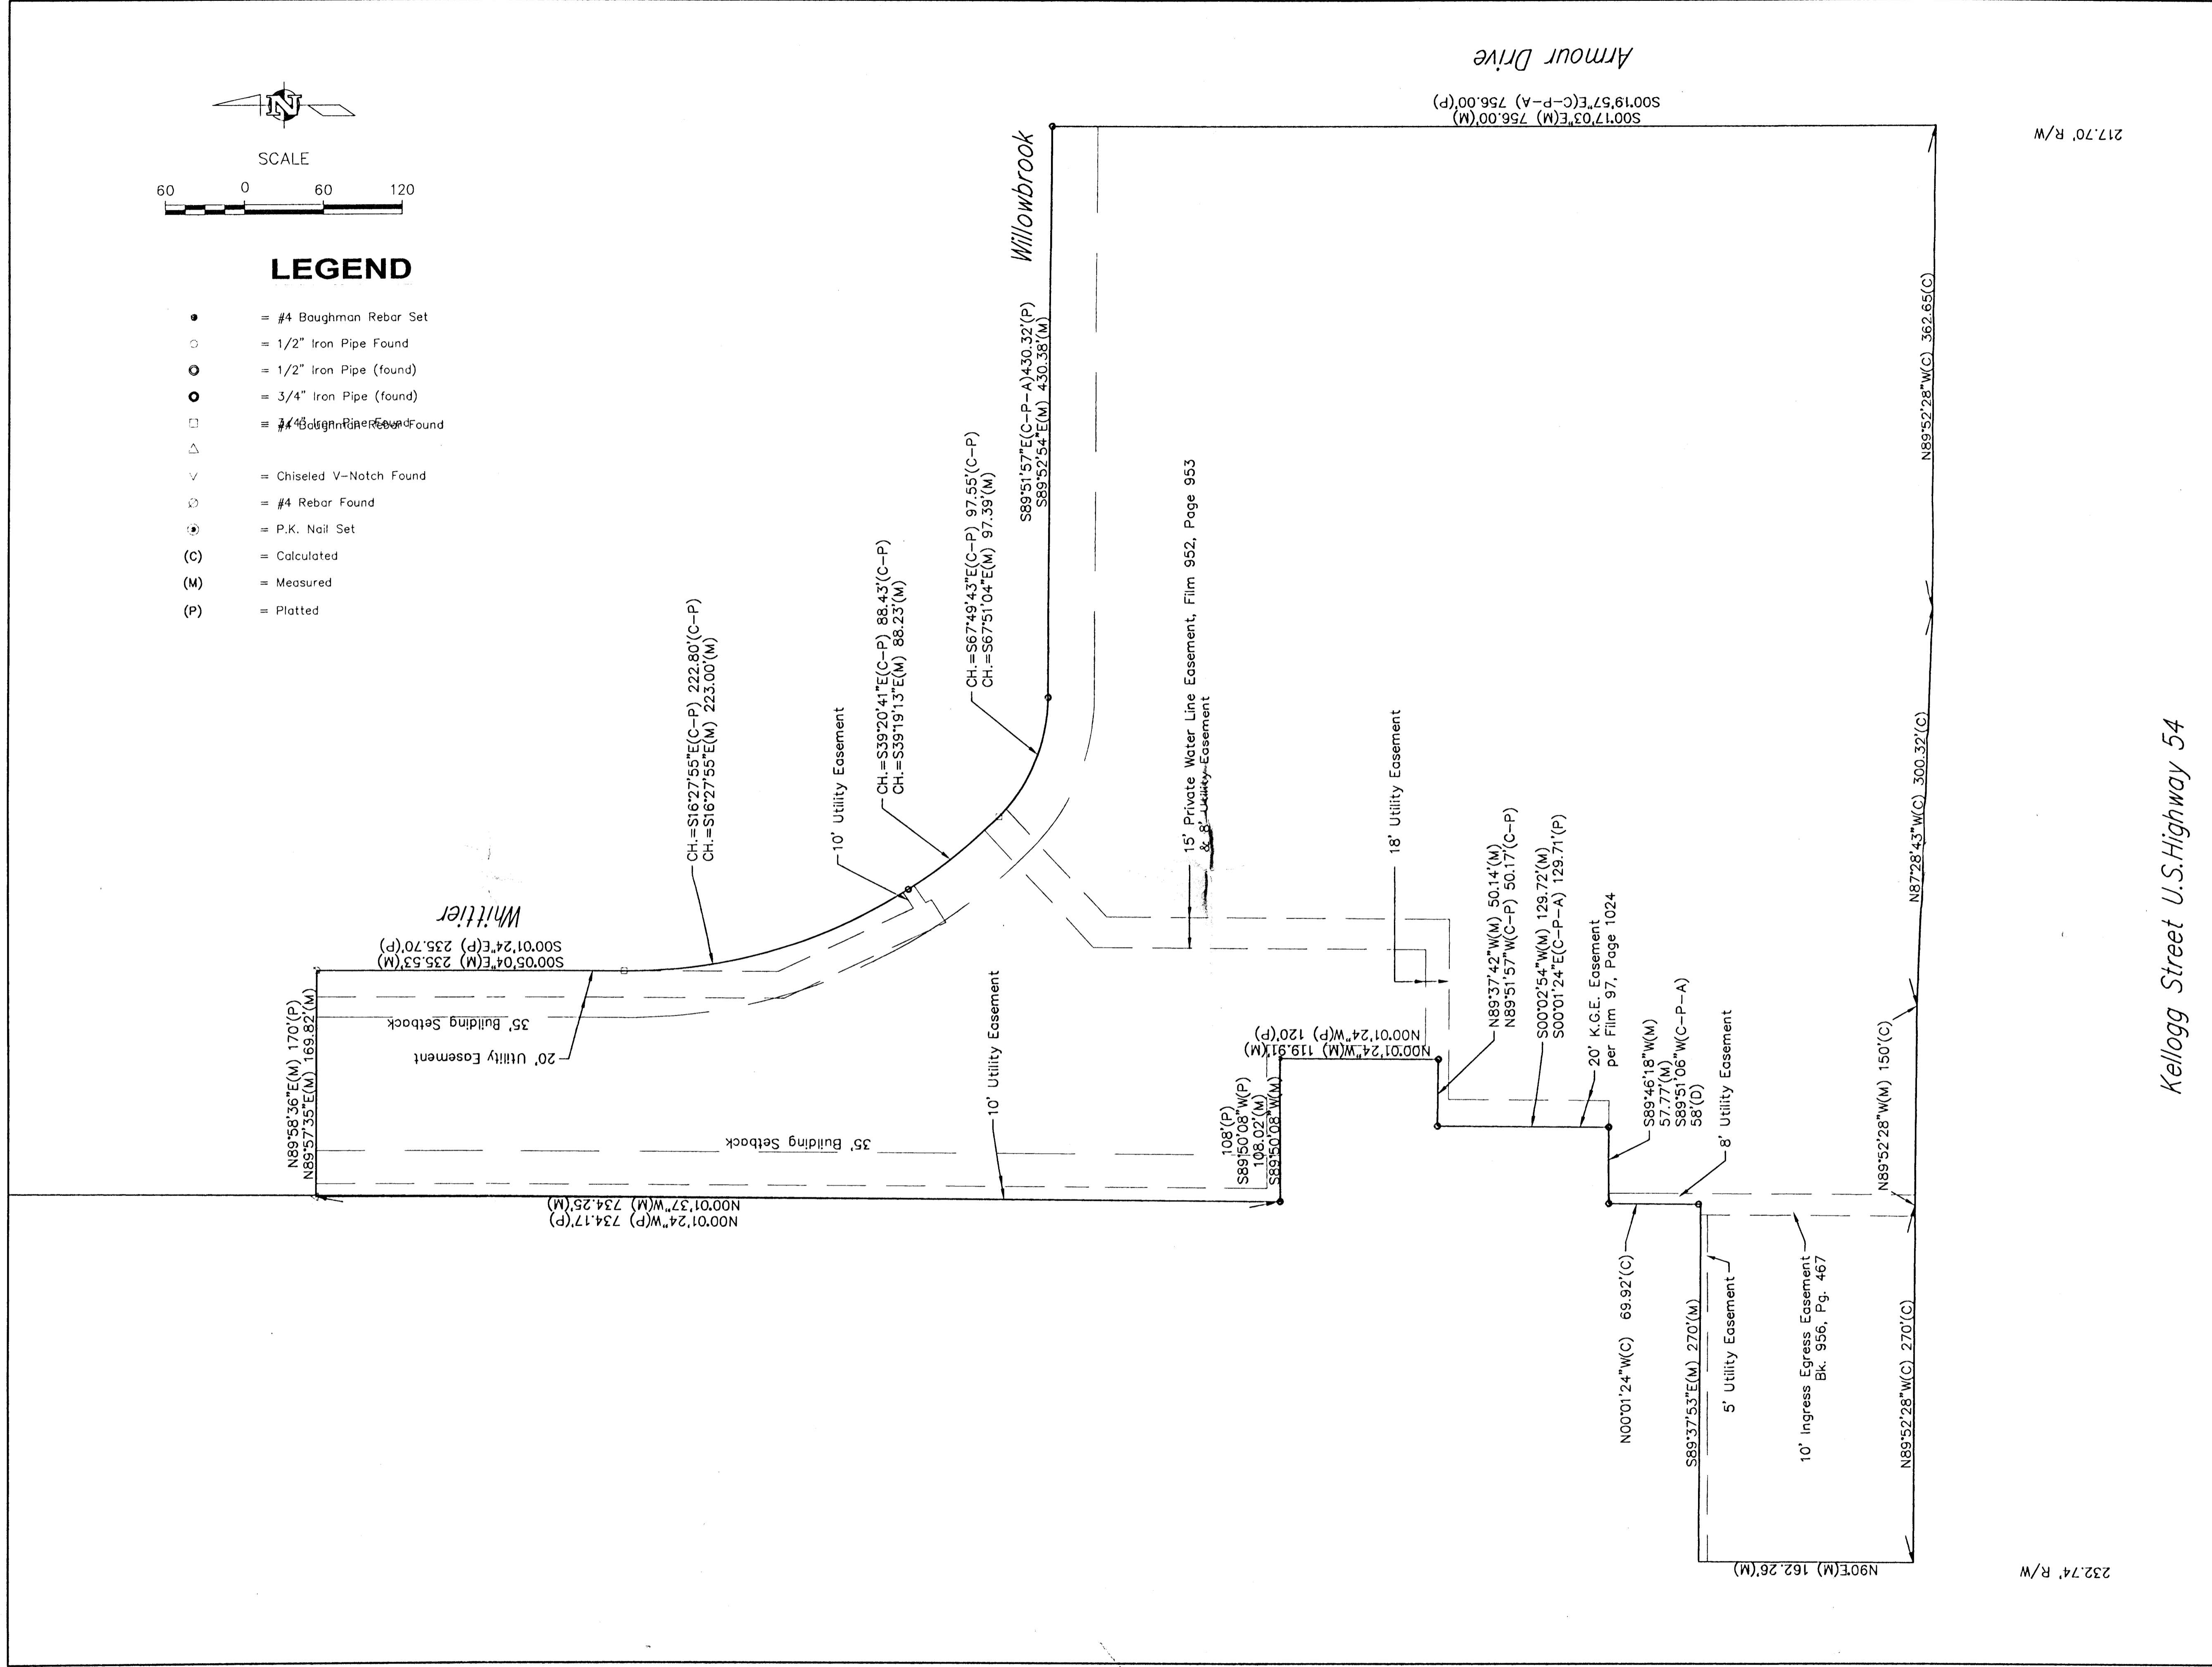 N
SCALE
60 0 60 120
LEGEND
= #4 Baughman Rebar Set
= 1/2" Iron Pipe Found
= 1/2" Iron Pipe (found)
= 3/4" Iron Pipe (found)
= 3/4" Iron Pipe Found
= #4 Baughman Rebar Found
= Chiseled V-Notch Found
= #4 Rebar Found
= P.K. Nail Set
(C) = Calculated
(M) = Measured
(P) = Platted
Armour Drive
S00°19'57"E(C-P-A) 756.00'(P)
S00°17'03"E(M) 756.00'(M)
217.70' R/W
Willowbrook
S89°51'57"E(C-P-A)430.32'(P)
S89°52'54"E(M) 430.38'(M)
CH.=S67°49'43"E(C-P) 97.55'(C-P)
CH.=S67°51'04"E(M) 97.39'(M)
CH.=S39°20'41"E(C-P) 88.43'(C-P)
CH.=S39°19'13"E(M) 88.23'(M)
10' Utility Easement
CH.=S16°27'55"E(C-P) 222.80'(C-P)
CH.=S16°27'55"E(M) 223.00'(M)
Whittier
S00°01'24"E(P) 235.70'(P)
S00°05'04"E(M) 235.53'(M)
N89°58'36"E(M) 170'(P)
N89°57'35"E(M) 169.82'(M)
35' Building Setback
20' Utility Easement
35' Building Setback
N00°01'37"W(M) 734.25'(M)
N00°01'24"W(P) 734.17'(P)
10' Utility Easement
15' Private Water Line Easement, Film 952, Page 953
& 8' Utility Easement
18' Utility Easement
108'(P)
S89°50'08"W(P)
108.02'(M)
S89°50'08"W(M)
N00°01'24"W(P) 120'(P)
N00°01'24"W(M) 119.91'(M)
N89°37'42"W(M) 50.14'(M)
N89°51'57"W(C-P) 50.17'(C-P)
S00°02'54"W(M) 129.72'(M)
S00°01'24"E(C-P-A) 129.71'(P)
20' K.G.E. Easement
per Film 97, Page 1024
S89°46'18"W(M)
57.77'(M)
S89°51'06"W(C-P-A)
58'(D)
8' Utility Easement
N00°01'24"W(C) 69.92'(C)
S89°37'53"E(M) 270'(M)
5' Utility Easement
10' Ingress Egress Easement
Bk. 956, Pg. 467
N90°E(M) 162.26'(M)
N89°52'28"W(C) 270'(C)
N89°52'28"W(M) 150'(C)
N87°28'43"W(C) 300.32'(C)
N89°52'28"W(C) 362.65(C)
Kellogg Street U.S.Highway 54
232.74' R/W